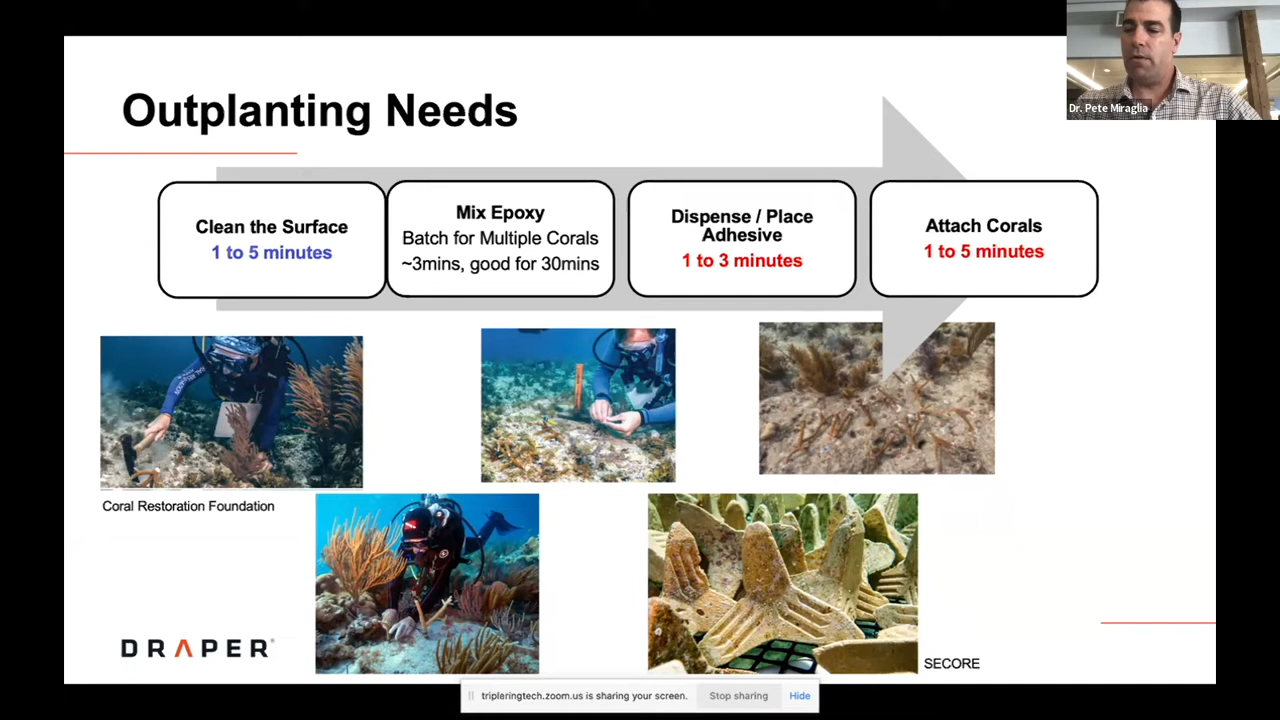 Dr. Pete Miraglia
Outplanting Needs
Clean the Surface
1 to 5 minutes
Mix Epoxy
Batch for Multiple Corals
~3mins, good for 30mins
Dispense / Place
Adhesive
1 to 3 minutes
Attach Corals
1 to 5 minutes
Coral Restoration Foundation
SECORE
DRAPER
tripleringtech.zoom.us is sharing your screen.
Stop sharing
Hide